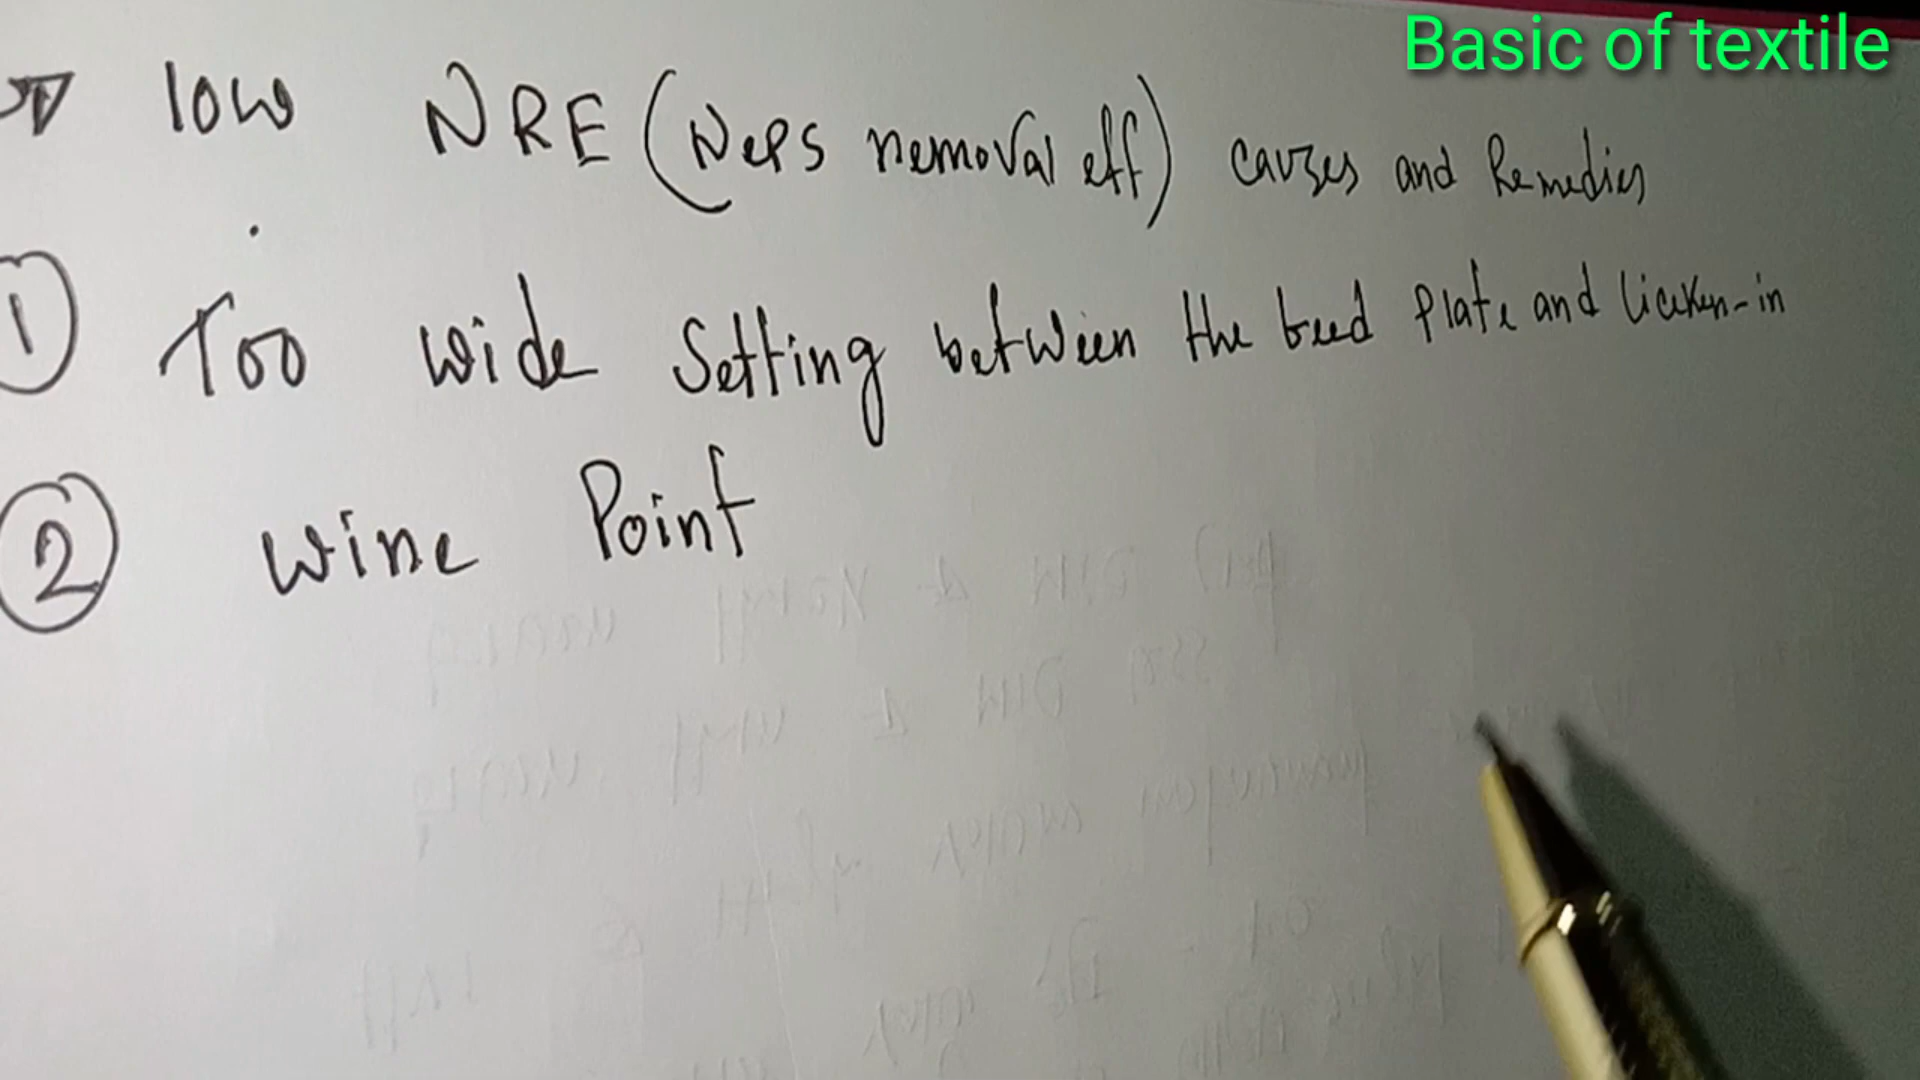 Basic of textile
low NRE (Neps removal eff) causes and Remedies
① Too wide Setting between the feed plate and licker-in
② Wire Point